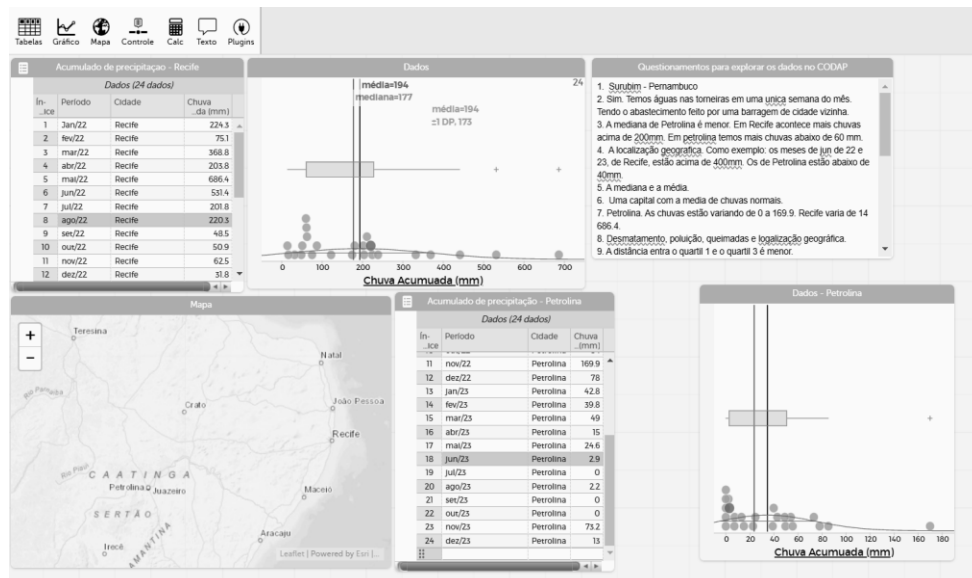 Tabelas Gráfico Mapa Controle Calc Texto Plugins
Acumulado de precipitaçao - Recife
Dados (24 dados)
Ín-
...ice
Período
Cidade
Chuva
...da (mm)
1 Jan/22 Recife 224.3
2 fev/22 Recife 75.1
3 mar/22 Recife 368.8
4 abr/22 Recife 203.8
5 mai/22 Recife 686.4
6 jun/22 Recife 531.4
7 jul/22 Recife 201.8
8 ago/22 Recife 220.3
9 set/22 Recife 48.5
10 out/22 Recife 50.9
11 nov/22 Recife 62.5
12 dez/22 Recife 31.8
Dados
média=194
mediana=177
24
média=194
±1 DP, 173
0 100 200 300 400 500 600 700
Chuva Acumuada (mm)
Questionamentos para explorar os dados no CODAP
1. Surubim - Pernambuco
2. Sim. Temos águas nas torneiras em uma unica semana do mês.
Tendo o abastecimento feito por uma barragem de cidade vizinha.
3. A mediana de Petrolina é menor. Em Recife acontece mais chuvas
acima de 200mm. Em petrolina temos mais chuvas abaixo de 60 mm.
4. A localização geografica. Como exemplo: os meses de jun de 22 e
23, de Recife, estão acima de 400mm. Os de Petrolina estão abaixo de
40mm.
5. A mediana e a média.
6. Uma capital com a media de chuvas normais.
7. Petrolina. As chuvas estão variando de 0 a 169.9. Recife varia de 14
686.4.
8. Desmatamento, poluição, queimadas e logalização geográfica.
9. A distância entra o quartil 1 e o quartil 3 é menor.
Mapa
+
−
Teresina
Natal
Rio Parnaíba
Crato
João Pessoa
Recife
Rio Piauí
CAATINGA
Petrolina
Juazeiro
Maceió
SERTÃO
Aracaju
Irecê
AMANTINA
Leaflet | Powered by Esri |...
Acumulado de precipitação - Petrolina
Dados (24 dados)
Ín-
...ice
Período
Cidade
Chuva
...(mm)
11 nov/22 Petrolina 169.9
12 dez/22 Petrolina 78
13 jan/23 Petrolina 42.8
14 fev/23 Petrolina 39.8
15 mar/23 Petrolina 49
16 abr/23 Petrolina 15
17 mai/23 Petrolina 24.6
18 jun/23 Petrolina 2.9
19 jul/23 Petrolina 0
20 ago/23 Petrolina 2.2
21 set/23 Petrolina 0
22 out/23 Petrolina 0
23 nov/23 Petrolina 73.2
24 dez/23 Petrolina 13
Dados - Petrolina
0 20 40 60 80 100 120 140 160 180
Chuva Acumuada (mm)